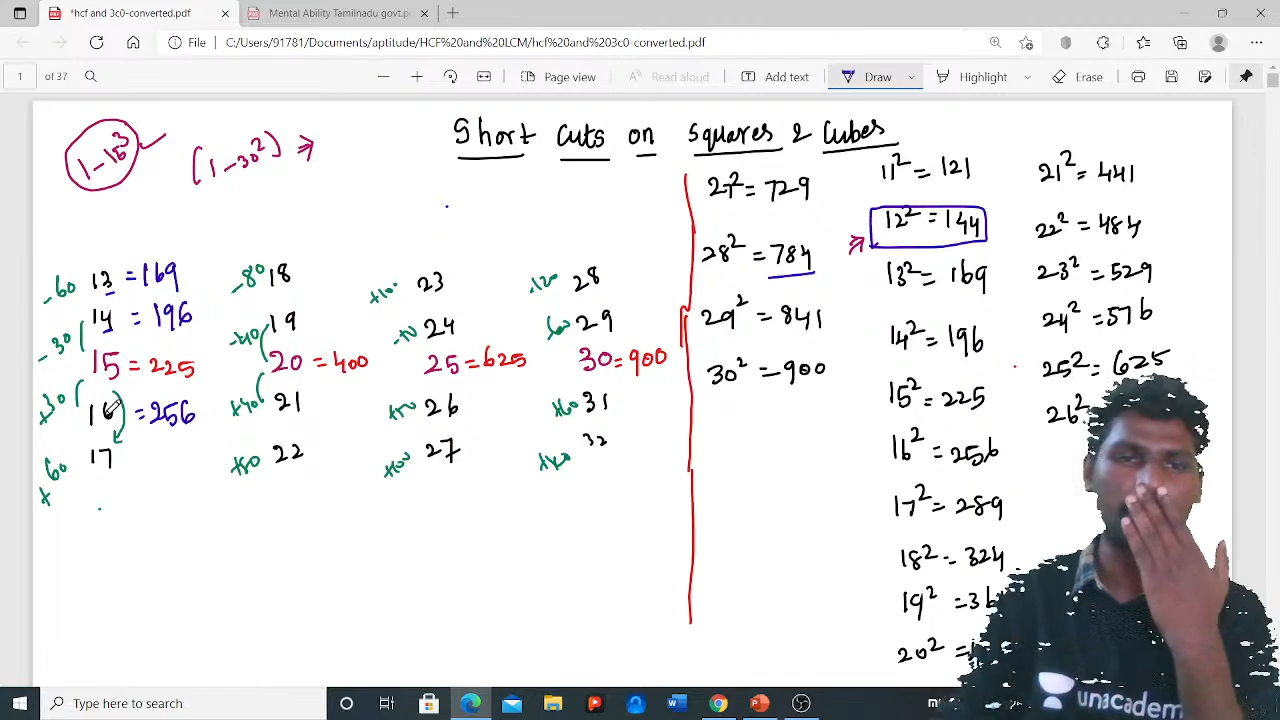 *hcf and 3c0-converted.pdf
Mental Ability Tamilnadu govt.p
File
C:/Users/91781/Documents/aptitude/HCF%20and%20LCM/hcf%20and%203c0-converted.pdf
1 of 37
Page view
Read aloud
Add text
Draw
Highlight
Erase
1-15³ ✓ (1-30²) ⇒
Short Cuts on Squares & Cubes
-60 13 = 169
-30 14 = 196
15 = 225
+30 16 = 256
+60 17
-80 18
-40 19
20 = 400
+40 21
+80 22
+100 23
-50 24
25 = 625
+50 26
+100 27
-120 28
60 29
30 = 900
+60 31
+120 32
27² = 729
28² = 784
29² = 841
30² = 900
11² = 121
⇒ 12² = 144
13² = 169
14² = 196
15² = 225
16² = 256
17² = 289
18² = 324
19² = 36
20² =
21² = 441
22² = 484
23² = 529
24² = 576
25² = 625
26²
unacadem
Type here to search